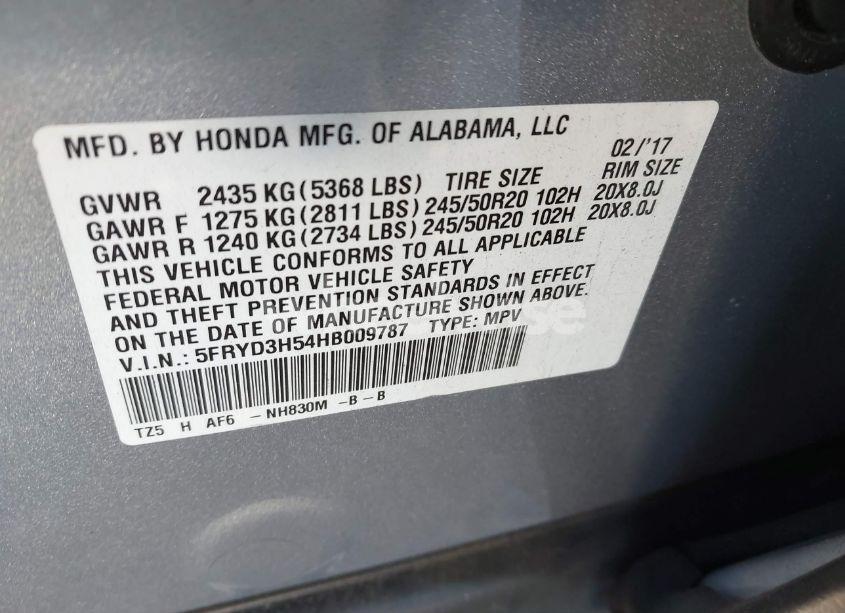 MFD. BY HONDA MFG. OF ALABAMA, LLC 02/'17
GVWR 2435 KG (5368 LBS) TIRE SIZE RIM SIZE
GAWR F 1275 KG (2811 LBS) 245/50R20 102H 20X8.0J
GAWR R 1240 KG (2734 LBS) 245/50R20 102H 20X8.0J
THIS VEHICLE CONFORMS TO ALL APPLICABLE
FEDERAL MOTOR VEHICLE SAFETY
AND THEFT PREVENTION STANDARDS IN EFFECT
ON THE DATE OF MANUFACTURE SHOWN ABOVE.
V.I.N.: 5FRYD3H54HB009787 TYPE: MPV
TZ5 H AF6 -NH830M -B-B